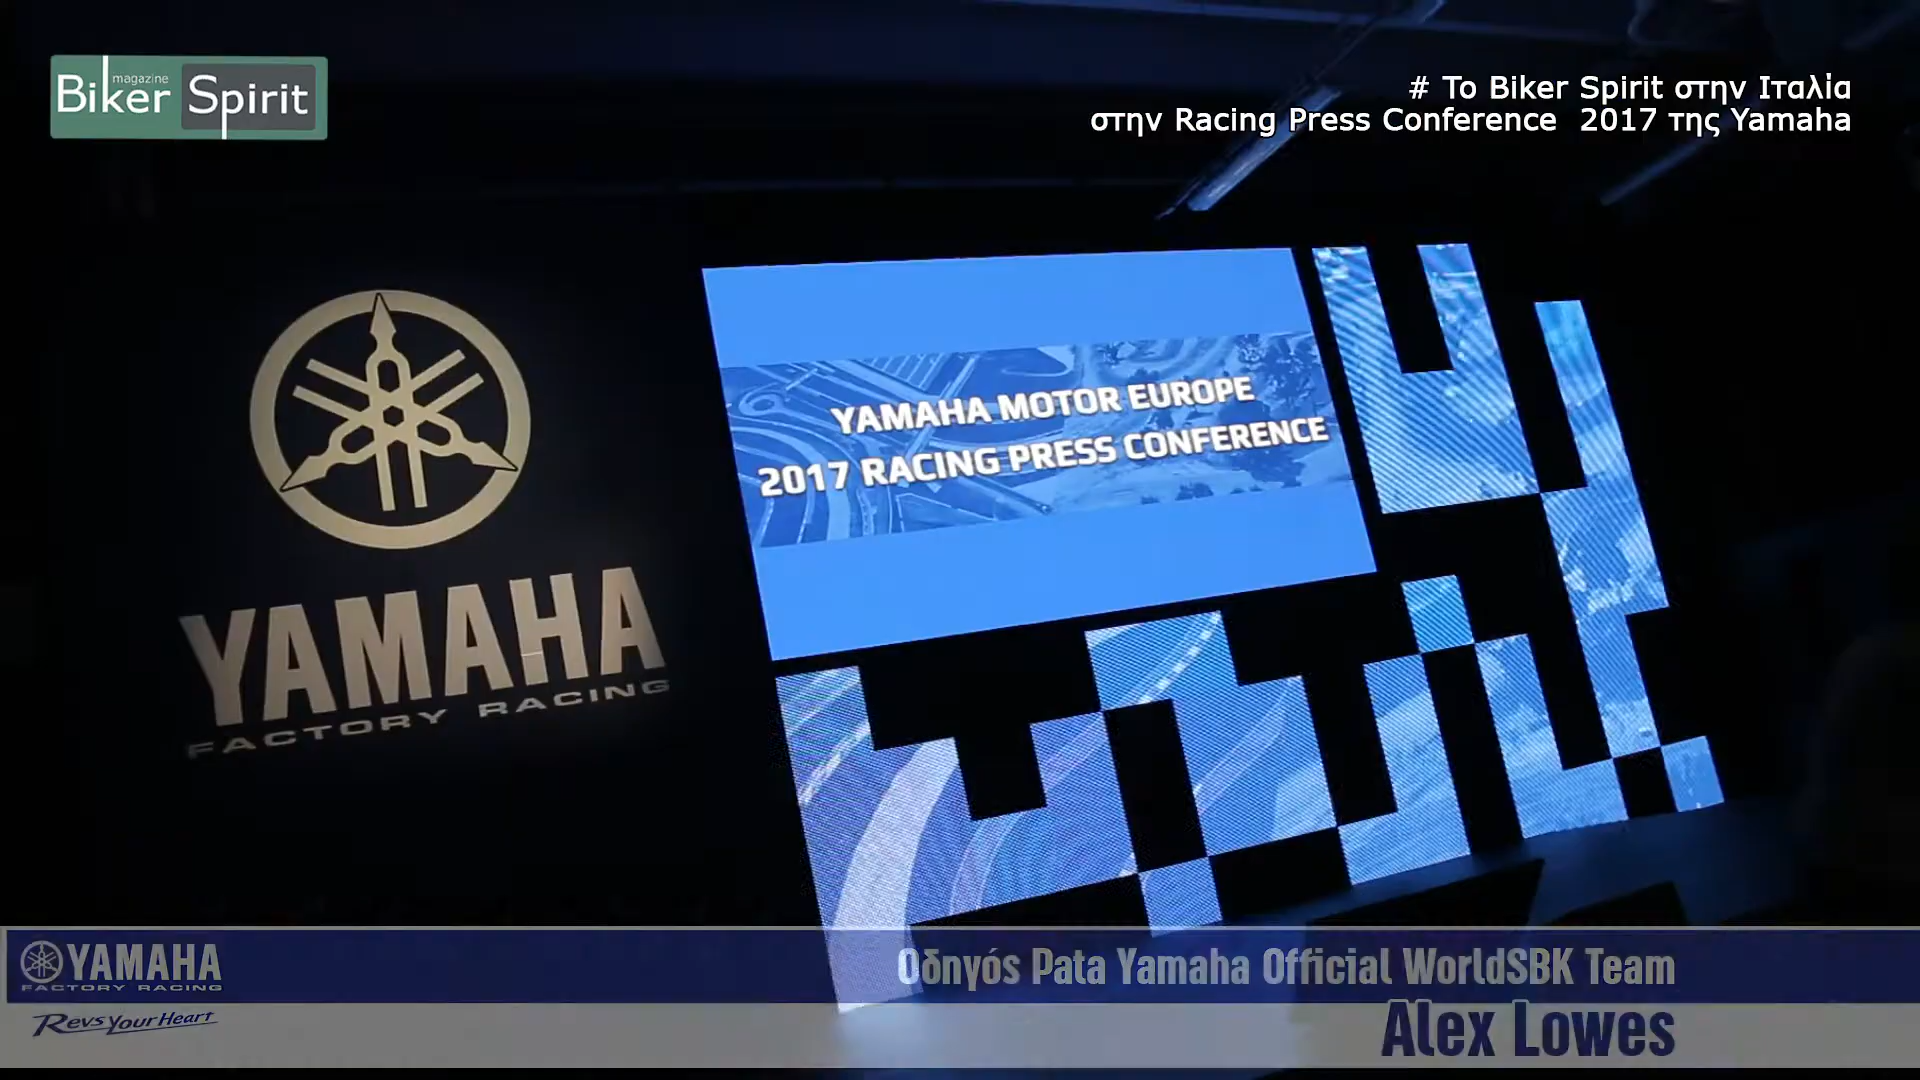 magazine
Biker Spirit
# Το Biker Spirit στην Ιταλία
στην Racing Press Conference 2017 της Yamaha
YAMAHA MOTOR EUROPE
2017 RACING PRESS CONFERENCE
YAMAHA
FACTORY RACING
YAMAHA
FACTORY RACING
Revs Your Heart
Οδηγός Pata Yamaha Official WorldSBK Team
Alex Lowes